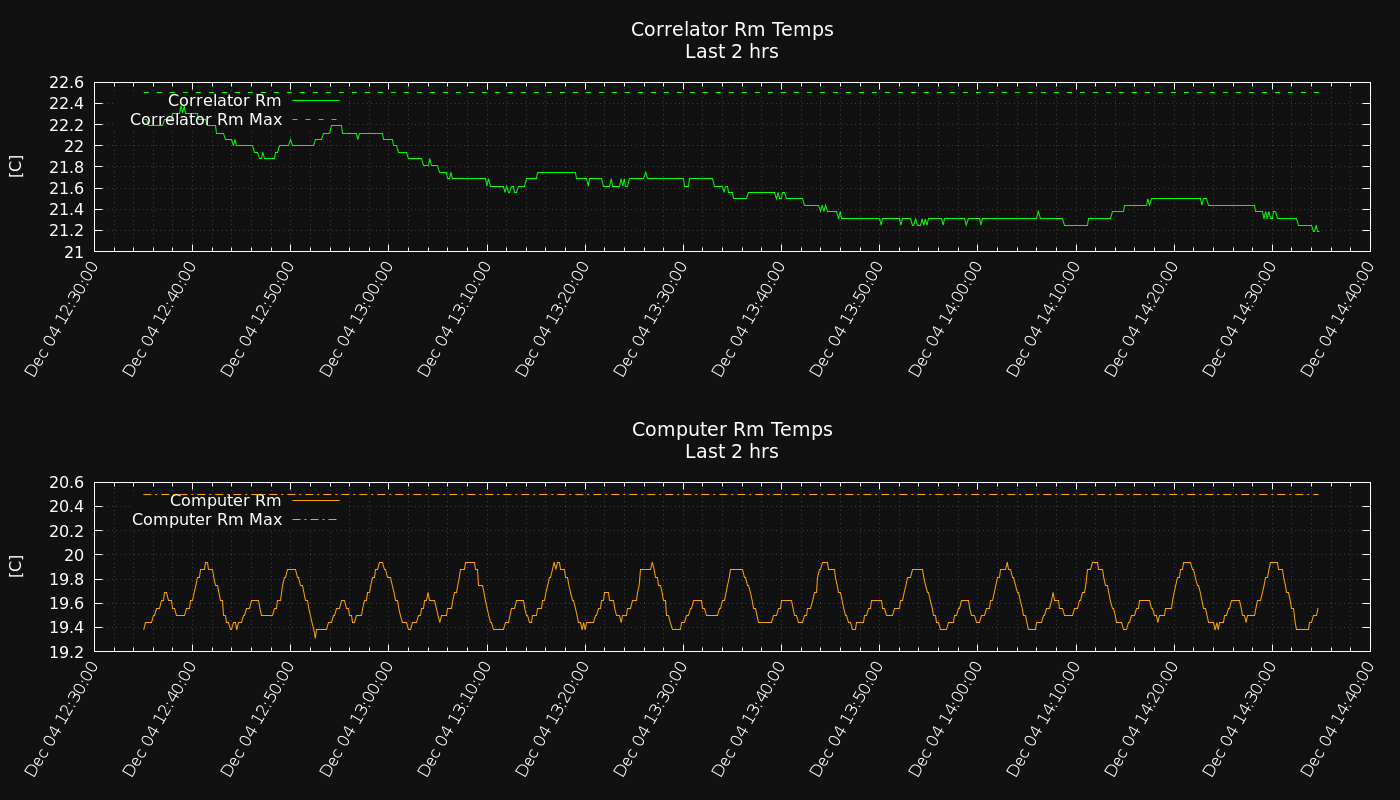 Correlator Rm Temps
Last 2 hrs
[C]
22.6
22.4
22.2
22
21.8
21.6
21.4
21.2
21
Correlator Rm
Correlator Rm Max
Dec 04 12:30:00
Dec 04 12:40:00
Dec 04 12:50:00
Dec 04 13:00:00
Dec 04 13:10:00
Dec 04 13:20:00
Dec 04 13:30:00
Dec 04 13:40:00
Dec 04 13:50:00
Dec 04 14:00:00
Dec 04 14:10:00
Dec 04 14:20:00
Dec 04 14:30:00
Dec 04 14:40:00
Computer Rm Temps
Last 2 hrs
[C]
20.6
20.4
20.2
20
19.8
19.6
19.4
19.2
Computer Rm
Computer Rm Max
Dec 04 12:30:00
Dec 04 12:40:00
Dec 04 12:50:00
Dec 04 13:00:00
Dec 04 13:10:00
Dec 04 13:20:00
Dec 04 13:30:00
Dec 04 13:40:00
Dec 04 13:50:00
Dec 04 14:00:00
Dec 04 14:10:00
Dec 04 14:20:00
Dec 04 14:30:00
Dec 04 14:40:00